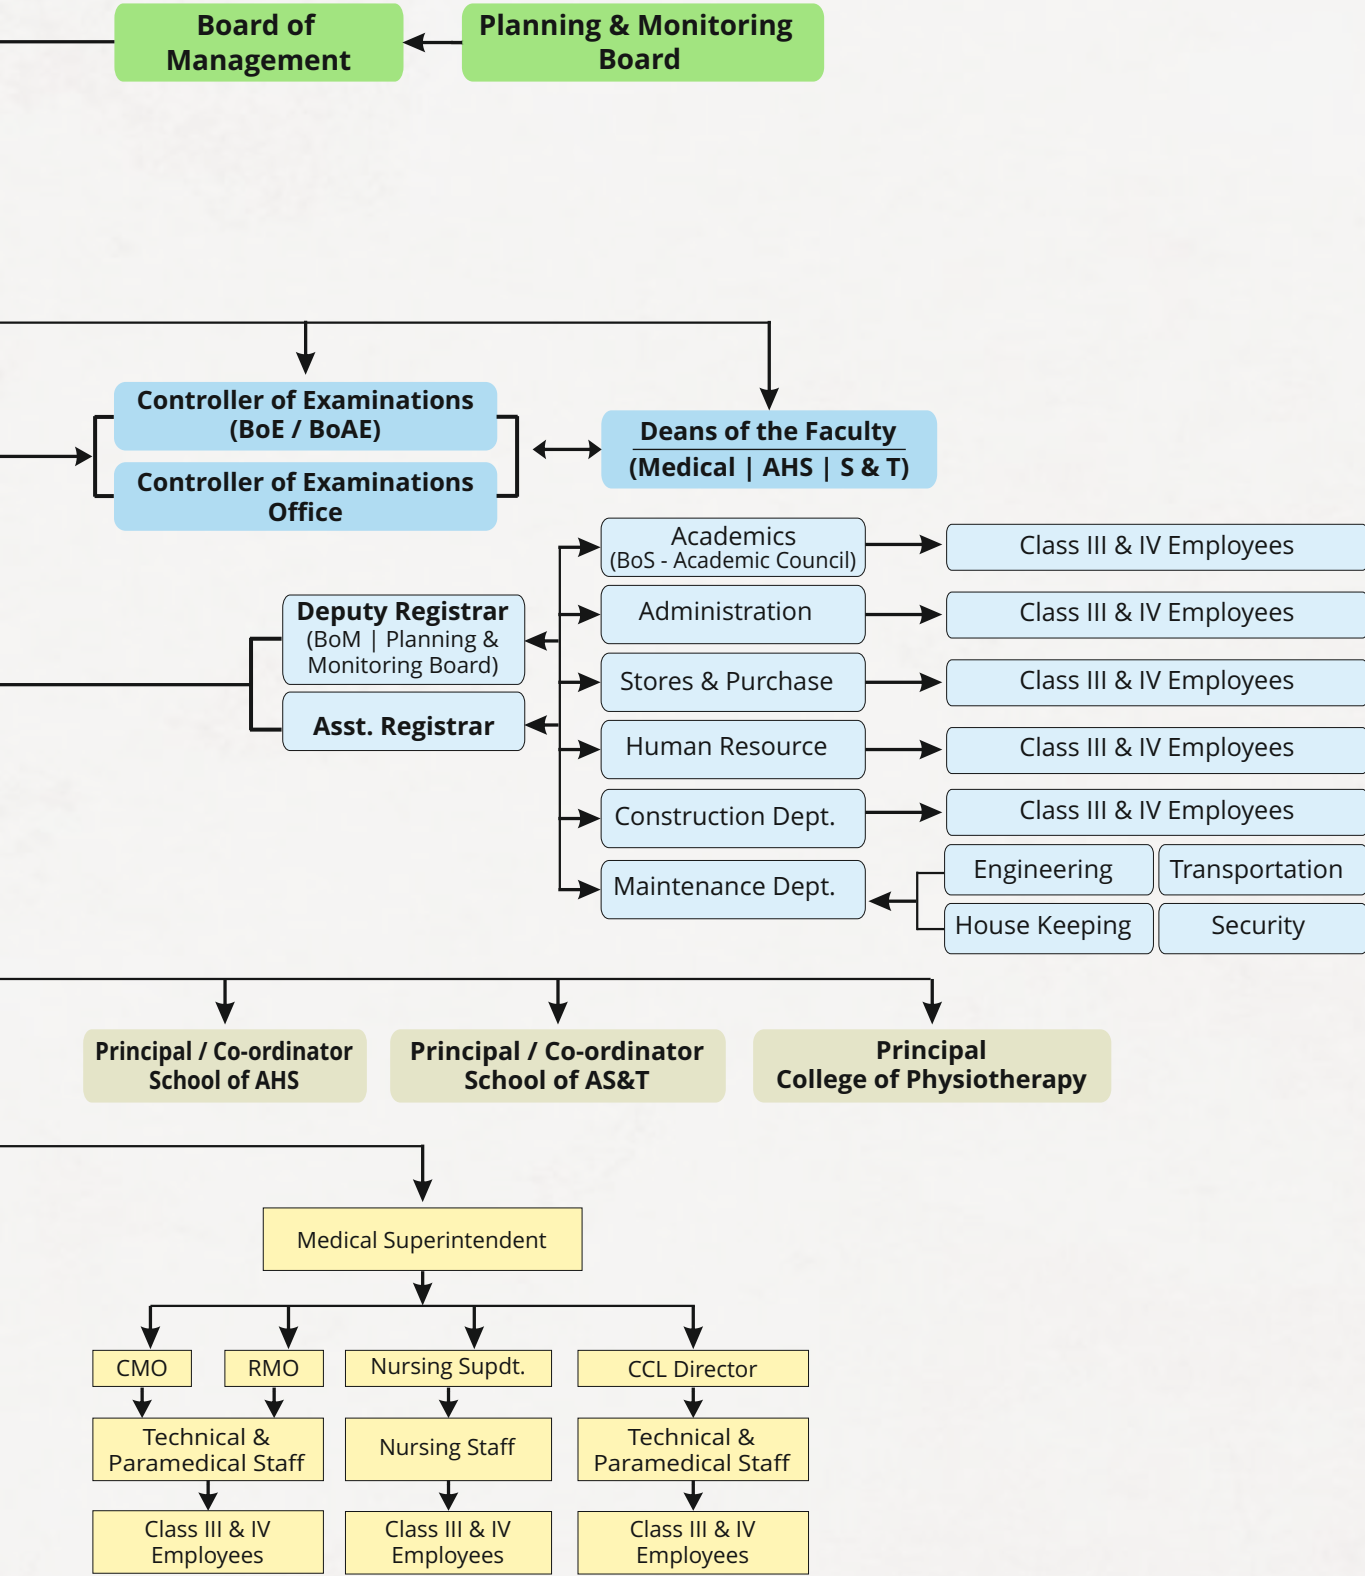 Board of
Management
Planning & Monitoring
Board
Controller of Examinations
(BoE / BoAE)
Controller of Examinations
Office
Deans of the Faculty
(Medical | AHS | S & T)
Deputy Registrar
(BoM | Planning &
Monitoring Board)
Asst. Registrar
Academics
(BoS - Academic Council)
Class III & IV Employees
Administration
Class III & IV Employees
Stores & Purchase
Class III & IV Employees
Human Resource
Class III & IV Employees
Construction Dept.
Class III & IV Employees
Maintenance Dept.
Engineering
Transportation
House Keeping
Security
Principal / Co-ordinator
School of AHS
Principal / Co-ordinator
School of AS&T
Principal
College of Physiotherapy
Medical Superintendent
CMO
RMO
Nursing Supdt.
CCL Director
Technical &
Paramedical Staff
Nursing Staff
Technical &
Paramedical Staff
Class III & IV
Employees
Class III & IV
Employees
Class III & IV
Employees